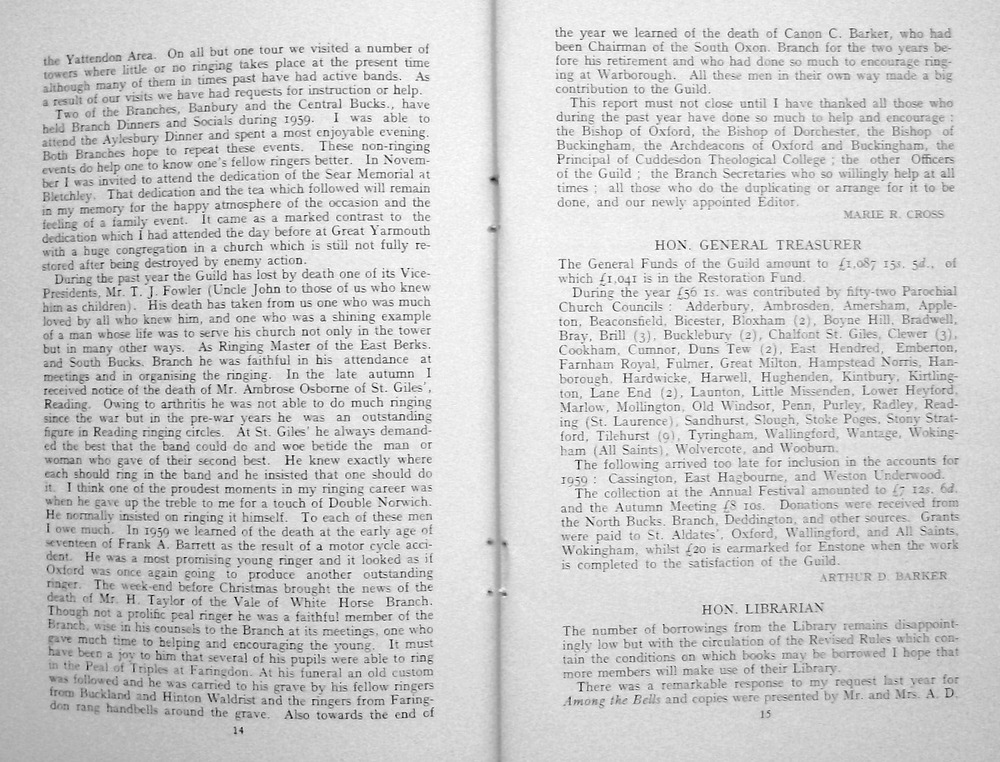 the Yattendon Area. On all but one tour we visited a number of
towers where little or no ringing takes place at the present time
although many of them in times past have had active bands. As
a result of our visits we have had requests for instruction or help.
Two of the Branches, Banbury and the Central Bucks., have
held Branch Dinners and Socials during 1959. I was able to
attend the Aylesbury Dinner and spent a most enjoyable evening.
Both Branches hope to repeat these events. These non-ringing
events do help one to know one's fellow ringers better. In Novem-
ber I was invited to attend the dedication of the Sear Memorial at
Bletchley. That dedication and the tea which followed will remain
in my memory for the happy atmosphere of the occasion and the
feeling of a family event. It came as a marked contrast to the
dedication which I had attended the day before at Great Yarmouth
with a huge congregation in a church which is still not fully re-
stored after being destroyed by enemy action.
During the past year the Guild has lost by death one of its Vice-
Presidents, Mr. T. J. Fowler (Uncle John to those of us who knew
him as children). His death has taken from us one who was much
loved by all who knew him, and one who was a shining example
of a man whose life was to serve his church not only in the tower
but in many other ways. As Ringing Master of the East Berks.
and South Bucks. Branch he was faithful in his attendance at
meetings and in organising the ringing. In the late autumn I
received notice of the death of Mr. Ambrose Osborne of St. Giles',
Reading. Owing to arthritis he was not able to do much ringing
since the war but in the pre-war years he was an outstanding
figure in Reading ringing circles. At St. Giles' he always demand-
ed the best that the band could do and woe betide the man or
woman who gave of their second best. He knew exactly where
each should ring in the band and he insisted that one should do
it. I think one of the proudest moments in my ringing career was
when he gave up the treble to me for a touch of Double Norwich.
He normally insisted on ringing it himself. To each of these men
I owe much. In 1959 we learned of the death at the early age of
seventeen of Frank A. Barrett as the result of a motor cycle acci-
dent. He was a most promising young ringer and it looked as if
Oxford was once again going to produce another outstanding
ringer. The week-end before Christmas brought the news of the
death of Mr. H. Taylor of the Vale of White Horse Branch.
Though not a prolific peal ringer he was a faithful member of the
Branch, wise in his counsels to the Branch at its meetings, one who
gave much time to helping and encouraging the young. It must
have been a joy to him that several of his pupils were able to ring
in the Peal of Triples at Faringdon. At his funeral an old custom
was followed and he was carried to his grave by his fellow ringers
from Buckland and Hinton Waldrist and the ringers from Faring-
don rang handbells around the grave. Also towards the end of
14
the year we learned of the death of Canon C. Barker, who had
been Chairman of the South Oxon. Branch for the two years be-
fore his retirement and who had done so much to encourage ring-
ing at Warborough. All these men in their own way made a big
contribution to the Guild.
This report must not close until I have thanked all those who
during the past year have done so much to help and encourage :
the Bishop of Oxford, the Bishop of Dorchester, the Bishop of
Buckingham, the Archdeacons of Oxford and Buckingham, the
Principal of Cuddesdon Theological College ; the other Officers
of the Guild ; the Branch Secretaries who so willingly help at all
times ; all those who do the duplicating or arrange for it to be
done, and our newly appointed Editor.
MARIE R. CROSS
HON. GENERAL TREASURER
The General Funds of the Guild amount to £1,087 15s. 5d., of
which £1,041 is in the Restoration Fund.
During the year £56 1s. was contributed by fifty-two Parochial
Church Councils : Adderbury, Ambrosden, Amersham, Apple-
ton, Beaconsfield, Bicester, Bloxham (2), Boyne Hill, Bradwell,
Bray, Brill (3), Bucklebury (2), Chalfont St. Giles, Clewer (3),
Cookham, Cumnor, Duns Tew (2), East Hendred, Emberton,
Farnham Royal, Fulmer, Great Milton, Hampstead Norris, Han-
borough, Hardwicke, Harwell, Hughenden, Kintbury, Kirtling-
ton, Lane End (2), Launton, Little Missenden, Lower Heyford,
Marlow, Mollington, Old Windsor, Penn, Purley, Radley, Read-
ing (St. Laurence), Sandhurst, Slough, Stoke Poges, Stony Strat-
ford, Tilehurst (9), Tyringham, Wallingford, Wantage, Woking-
ham (All Saints), Wolvercote, and Wooburn.
The following arrived too late for inclusion in the accounts for
1959 : Cassington, East Hagbourne, and Weston Underwood.
The collection at the Annual Festival amounted to £7 12s. 6d.
and the Autumn Meeting £8 10s. Donations were received from
the North Bucks. Branch, Deddington, and other sources. Grants
were paid to St. Aldates', Oxford, Wallingford, and All Saints,
Wokingham, whilst £20 is earmarked for Enstone when the work
is completed to the satisfaction of the Guild.
ARTHUR D. BARKER
HON. LIBRARIAN
The number of borrowings from the Library remains disappoint-
ingly low but with the circulation of the Revised Rules which con-
tain the conditions on which books may be borrowed I hope that
more members will make use of their Library.
There was a remarkable response to my request last year for
Among the Bells and copies were presented by Mr. and Mrs. A. D.
15